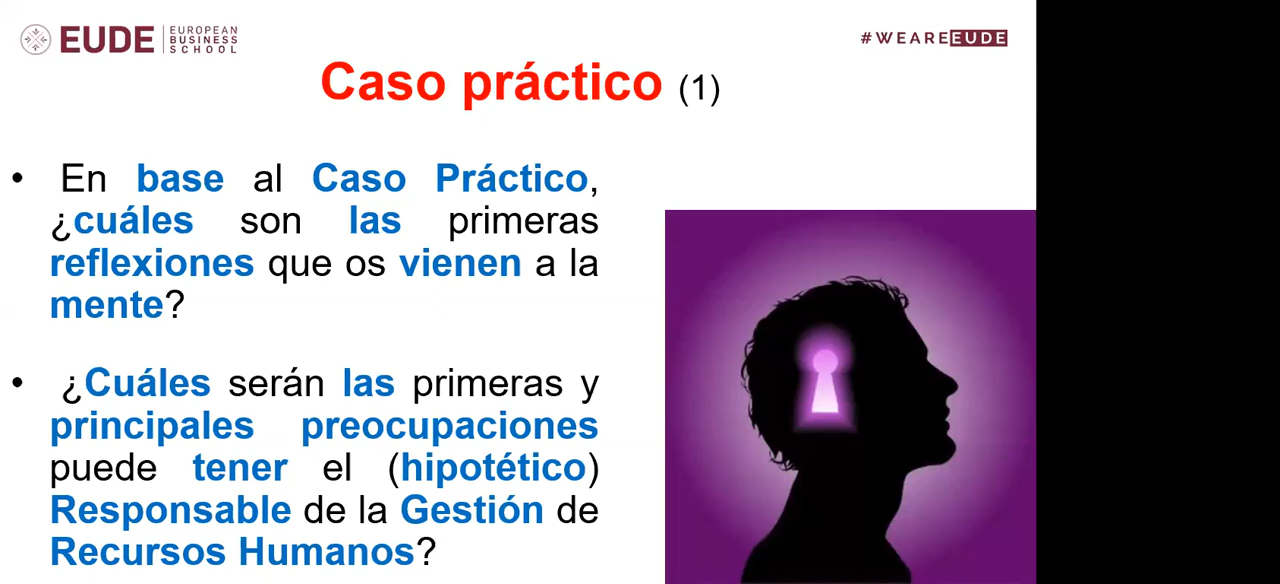 EUDE EUROPEAN BUSINESS SCHOOL
#WEAREEUDE
Caso práctico (1)
• En base al Caso Práctico,
¿cuáles son las primeras
reflexiones que os vienen a la
mente?
• ¿Cuáles serán las primeras y
principales preocupaciones
puede tener el (hipotético)
Responsable de la Gestión de
Recursos Humanos?